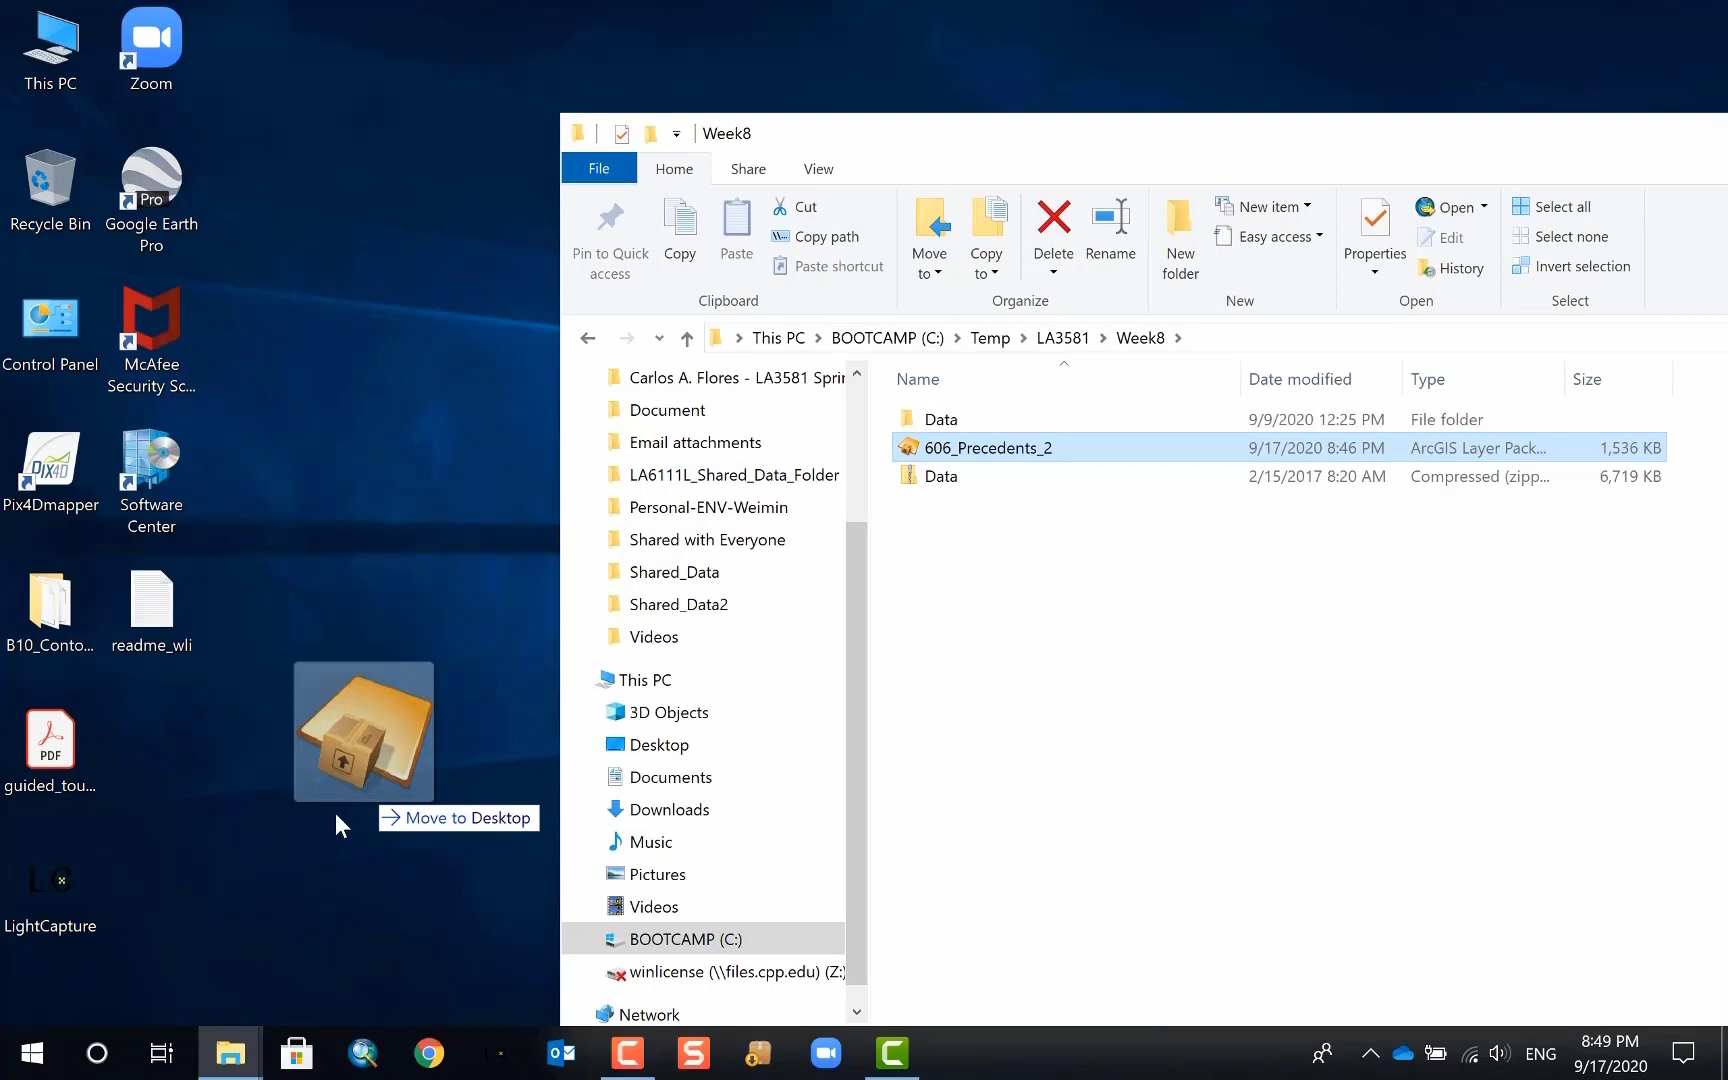 This PC
Zoom
Recycle Bin
Pro
Google Earth
Pro
Control Panel
McAfee
Security Sc...
PIX4D
Pix4Dmapper
Software
Center
B10_Conto...
readme_wli
PDF
guided_tou...
LC
LightCapture
Move to Desktop
Week8
File
Home
Share
View
Pin to Quick
access
Copy
Paste
Cut
Copy path
Paste shortcut
Clipboard
Move
to
Copy
to
Delete
Rename
Organize
New
folder
New item
Easy access
New
Properties
Open
Edit
History
Open
Select all
Select none
Invert selection
Select
This PC
BOOTCAMP (C:)
Temp
LA3581
Week8
Carlos A. Flores - LA3581 Spri
Document
Email attachments
LA6111L_Shared_Data_Folder
Personal-ENV-Weimin
Shared with Everyone
Shared_Data
Shared_Data2
Videos
This PC
3D Objects
Desktop
Documents
Downloads
Music
Pictures
Videos
BOOTCAMP (C:)
winlicense (\\files.cpp.edu) (Z:)
Network
Name Date modified Type Size
Data 9/9/2020 12:25 PM File folder
606_Precedents_2 9/17/2020 8:46 PM ArcGIS Layer Pack... 1,536 KB
Data 2/15/2017 8:20 AM Compressed (zipp... 6,719 KB
ENG
8:49 PM
9/17/2020